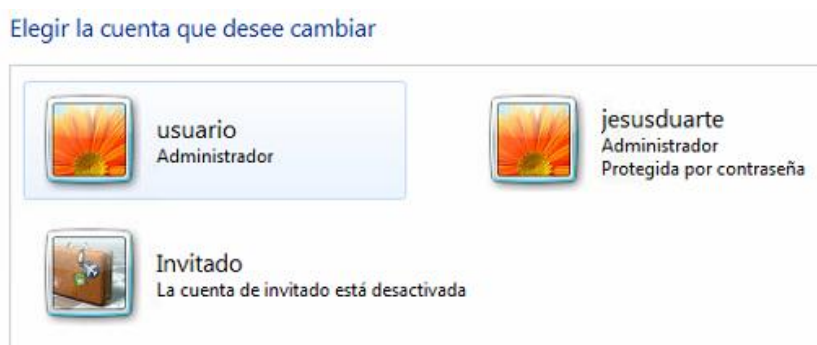 Elegir la cuenta que desee cambiar
usuario
Administrador
jesusduarte
Administrador
Protegida por contraseña
Invitado
La cuenta de invitado está desactivada